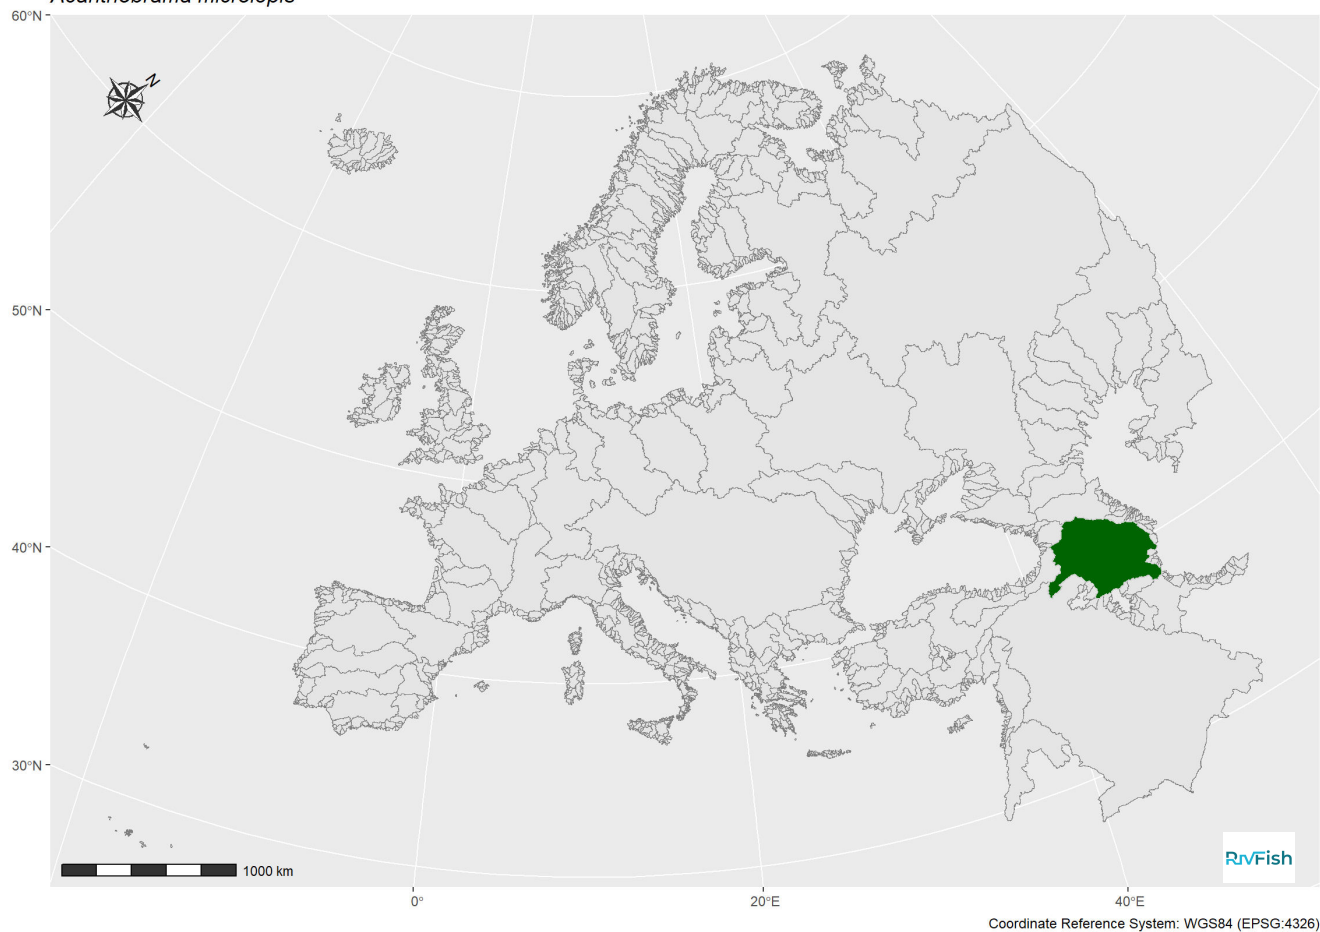 Acanthobrama microlepis
60°N
N
50°N
40°N
30°N
1000 km
RivFish
0°
20°E
40°E
Coordinate Reference System: WGS84 (EPSG:4326)